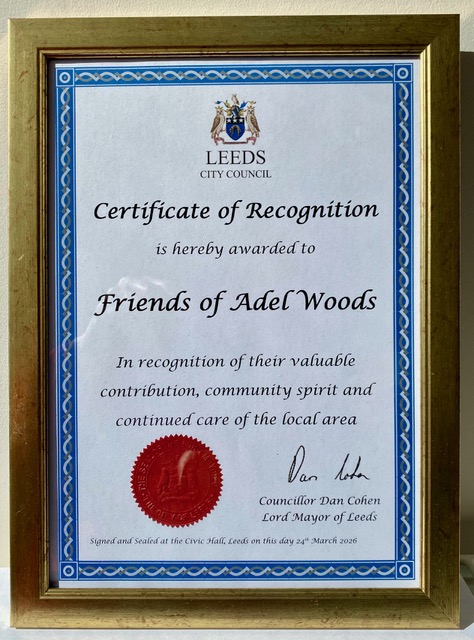 LEEDS
CITY COUNCIL
Certificate of Recognition
is hereby awarded to
Friends of Adel Woods
In recognition of their valuable
contribution, community spirit and
continued care of the local area
Dan Cohen
Councillor Dan Cohen
Lord Mayor of Leeds
Signed and Sealed at the Civic Hall, Leeds on this day 24th March 2026